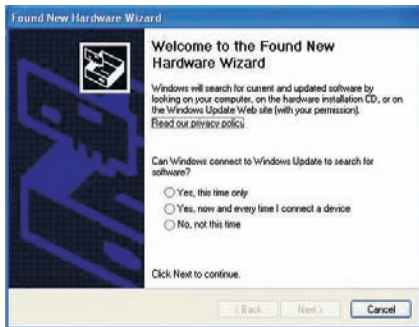 Found New Hardware Wizard
Welcome to the Found New
Hardware Wizard
Windows will search for current and updated software by
looking on your computer, on the hardware installation CD, or on
the Windows Update Web site (with your permission).
Read our privacy policy
Can Windows connect to Windows Update to search for
software?
Yes, this time only
Yes, now and every time I connect a device
No, not this time
Click Next to continue.
< Back Next > Cancel